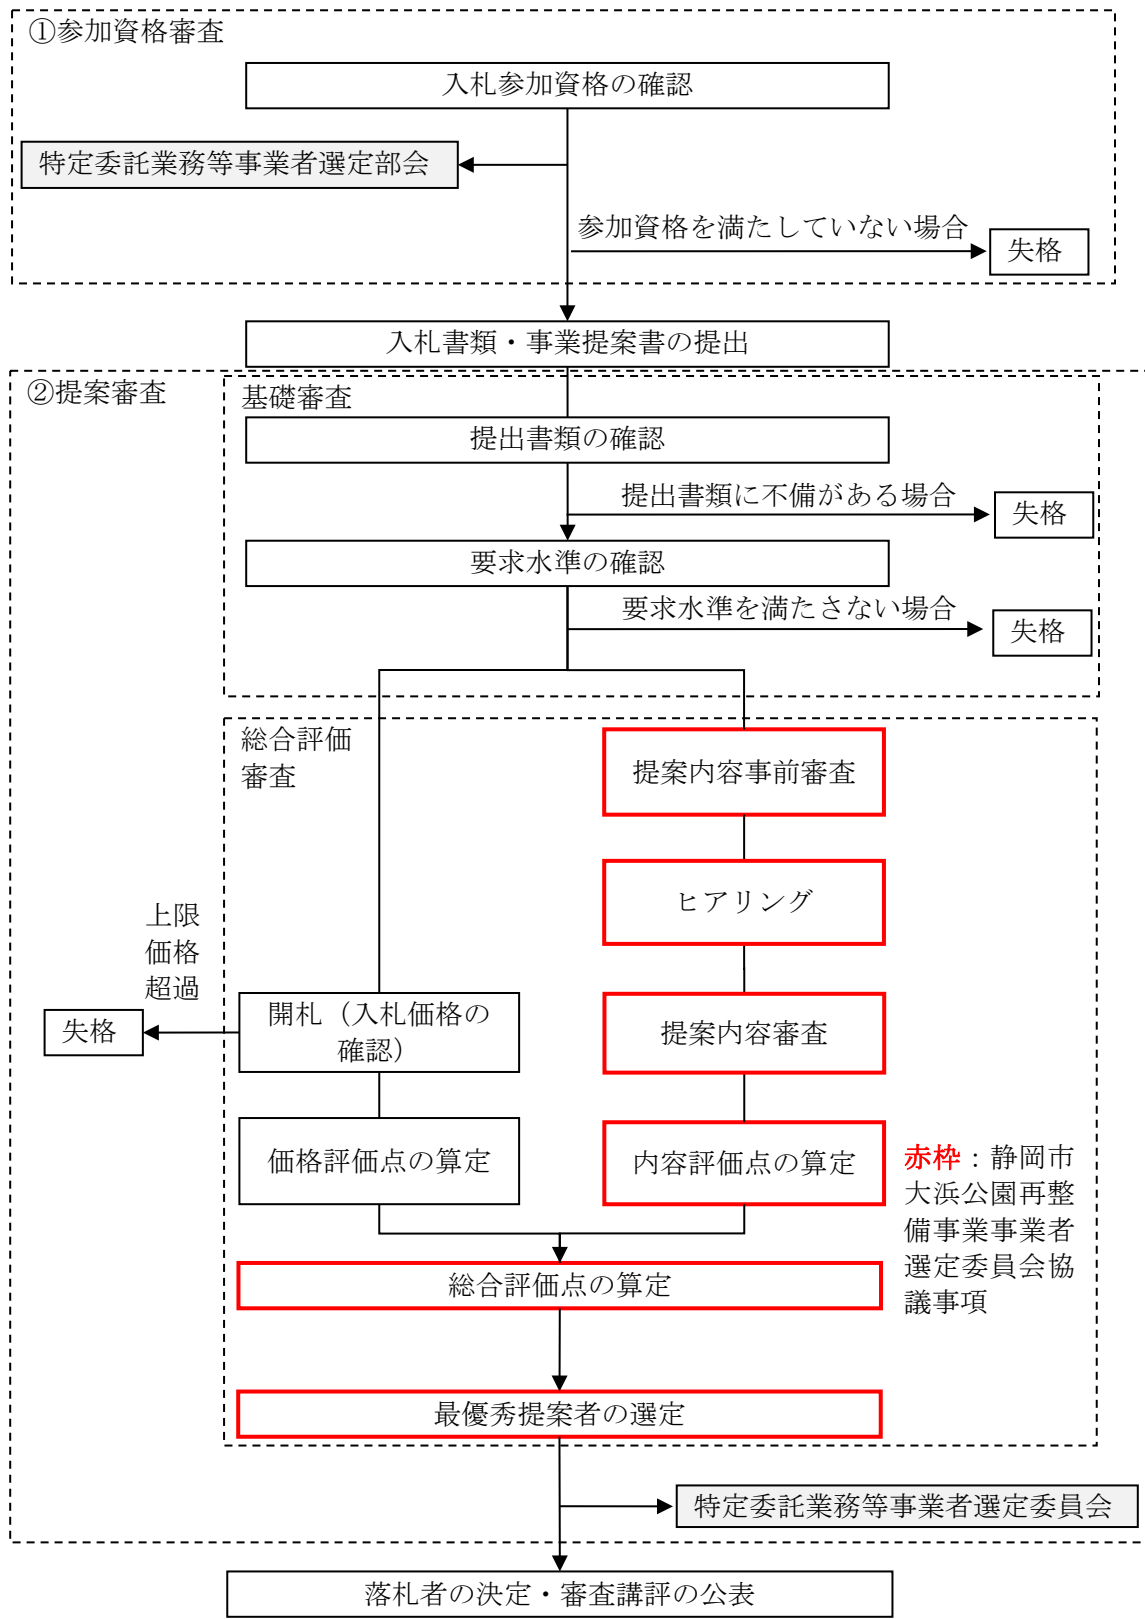 ①参加資格審査
入札参加資格の確認
特定委託業務等事業者選定部会
参加資格を満たしていない場合
失格
入札書類・事業提案書の提出
②提案審査
基礎審査
提出書類の確認
提出書類に不備がある場合
失格
要求水準の確認
要求水準を満たさない場合
失格
総合評価
審査
提案内容事前審査
ヒアリング
上限
価格
超過
失格
開札（入札価格の
確認）
提案内容審査
価格評価点の算定
内容評価点の算定
赤枠：静岡市
大浜公園再整
備事業事業者
選定委員会協
議事項
総合評価点の算定
最優秀提案者の選定
特定委託業務等事業者選定委員会
落札者の決定・審査講評の公表